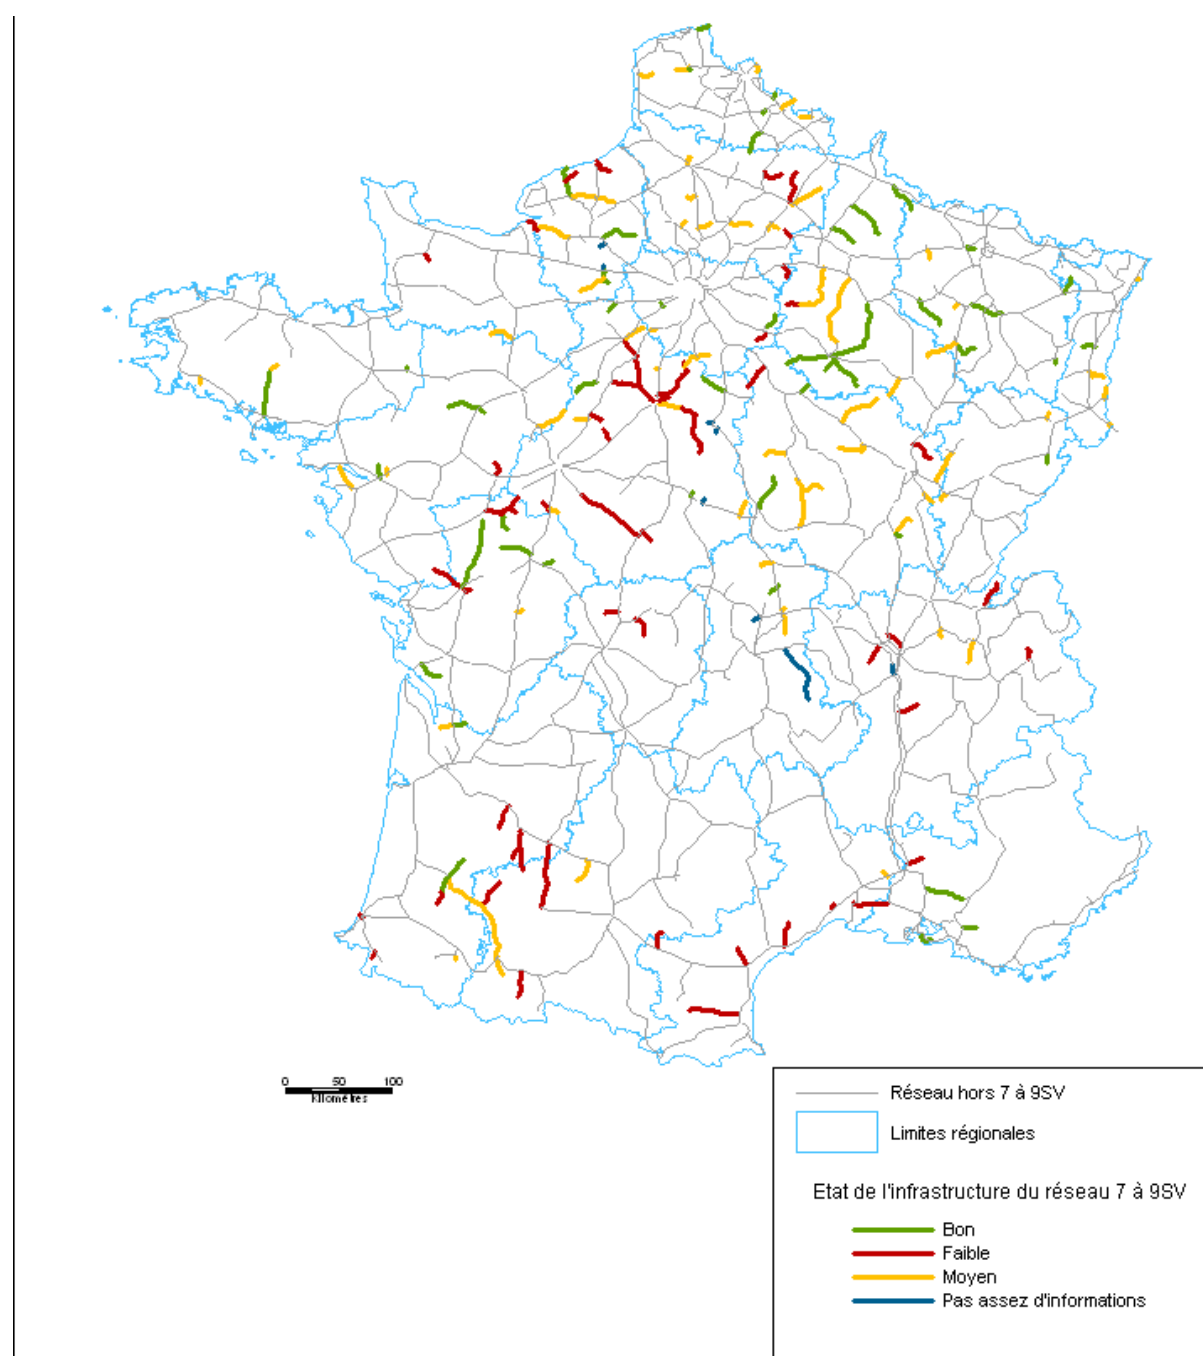 0 50 100
Kilomètres
Réseau hors 7 à 9SV
Limites régionales
Etat de l'infrastructure du réseau 7 à 9SV
Bon
Faible
Moyen
Pas assez d'informations